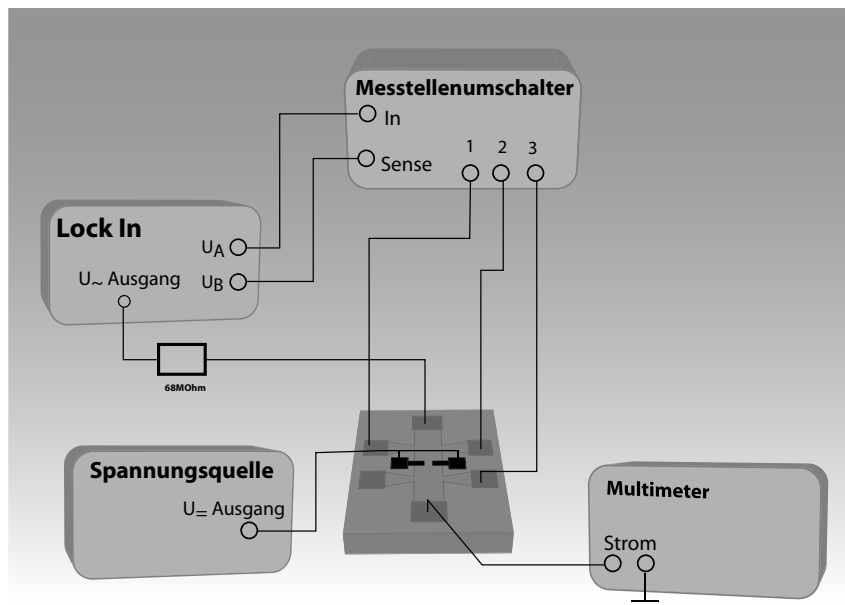 Messtellenumschalter
In
Sense
1 2 3
Lock In
UA
U~ Ausgang
UB
68MOhm
Spannungsquelle
U= Ausgang
Multimeter
Strom